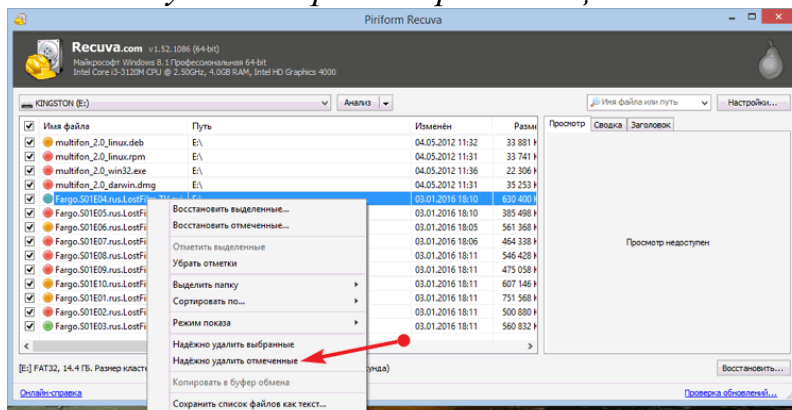 Piriform Recuva
Recuva.com v1.52.1086 (64-bit)
Майкрософт Windows 8.1 Профессиональная 64-bit
Intel Core i3-3120M CPU @ 2.50GHz, 4.0GB RAM, Intel HD Graphics 4000
KINGSTON (E:) Анализ Имя файла или путь Настройки...
Имя файла Путь Изменён Разме Просмотр Сводка Заголовок
multifon_2.0_linux.deb E:\ 04.05.2012 11:32 33 881
multifon_2.0_linux.rpm E:\ 04.05.2012 11:31 33 741
multifon_2.0_win32.exe E:\ 04.05.2012 11:36 22 306
multifon_2.0_darwin.dmg E:\ 04.05.2012 11:31 35 253
Fargo.S01E04.rus.LostFilm.TV.avi 03.01.2016 18:10 630 400
Fargo.S01E05.rus.LostFi 03.01.2016 18:10 385 498
Fargo.S01E06.rus.LostFi 03.01.2016 18:05 561 368
Fargo.S01E07.rus.LostFi 03.01.2016 18:06 464 338
Fargo.S01E08.rus.LostFi 03.01.2016 18:11 546 428
Fargo.S01E09.rus.LostFi 03.01.2016 18:11 475 058
Fargo.S01E10.rus.LostFi 03.01.2016 18:11 607 146
Fargo.S01E01.rus.LostFi 03.01.2016 18:11 751 568
Fargo.S01E02.rus.LostFi 03.01.2016 18:11 500 880
Fargo.S01E03.rus.LostFi 03.01.2016 18:11 560 832
Просмотр недоступен
Восстановить выделенные...
Восстановить отмеченные...
Отметить выделенные
Убрать отметки
Выделить папку
Сортировать по...
Режим показа
Надёжно удалить выбранные
Надёжно удалить отмеченные
Копировать в буфер обмена
Сохранить список файлов как текст...
[E:] FAT32, 14.4 ГБ. Размер класте кунда) Восстановить...
Онлайн-справка Проверка обновлений...